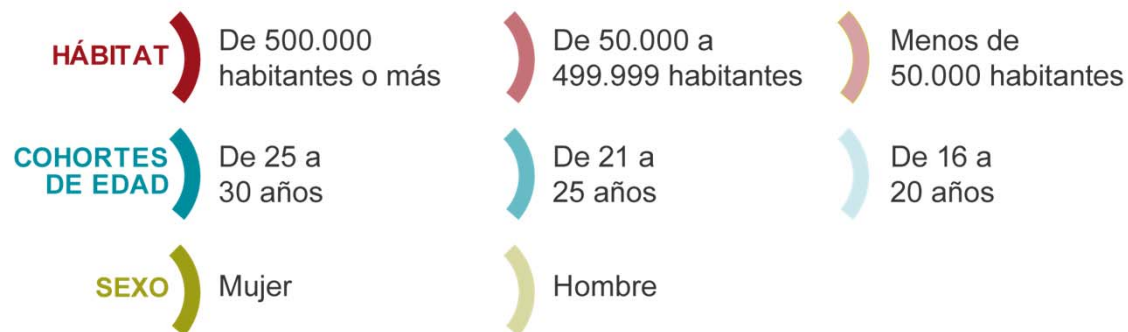 HÁBITAT
De 500.000
habitantes o más
De 50.000 a
499.999 habitantes
Menos de
50.000 habitantes
COHORTES
DE EDAD
De 25 a
30 años
De 21 a
25 años
De 16 a
20 años
SEXO
Mujer
Hombre